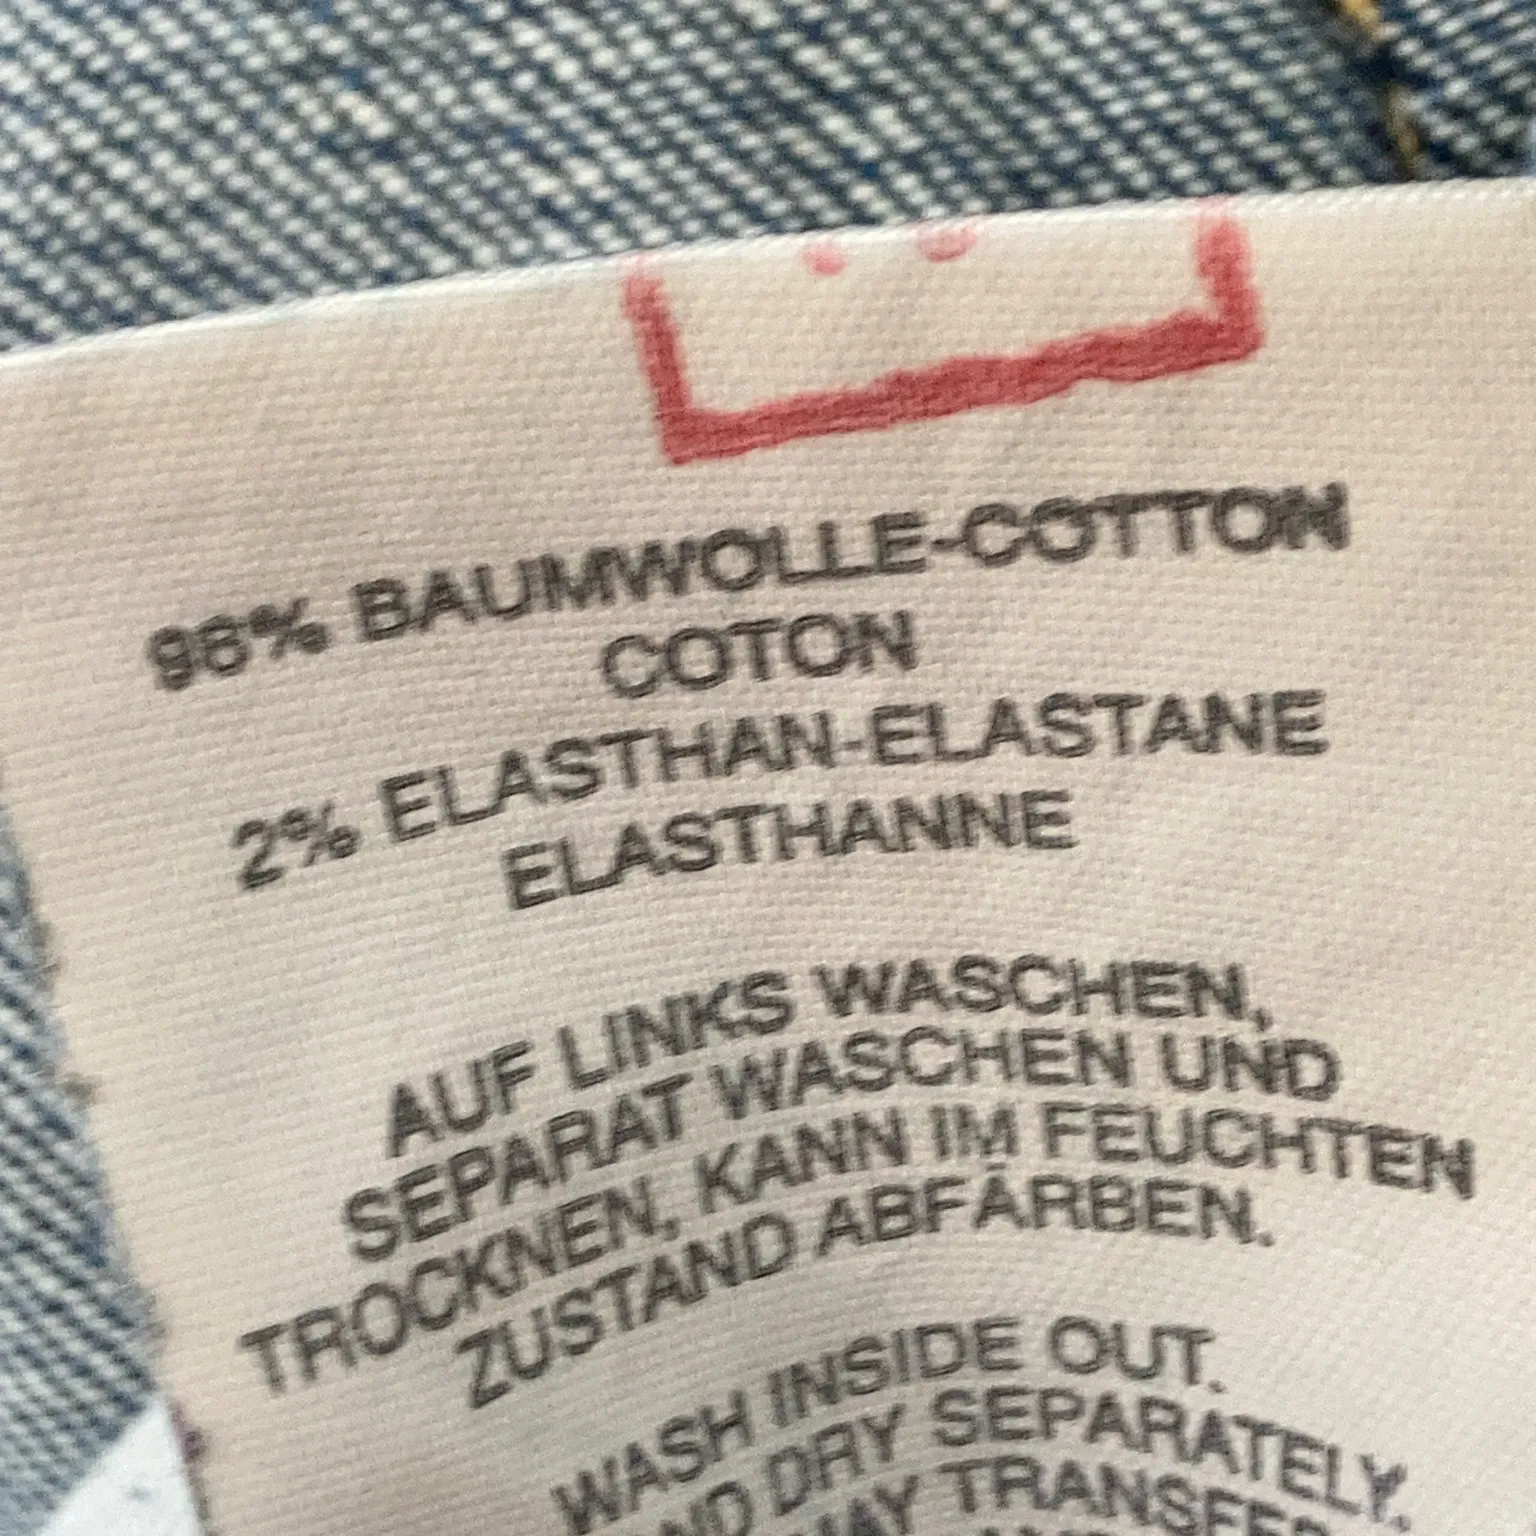 98% BAUMWOLLE-COTTON
COTON
2% ELASTHAN-ELASTANE
ELASTHANNE
AUF LINKS WASCHEN,
SEPARAT WASCHEN UND
TROCKNEN, KANN IM FEUCHTEN
ZUSTAND ABFÄRBEN.
WASH INSIDE OUT.
DRY SEPARATELY.
TRANSFER